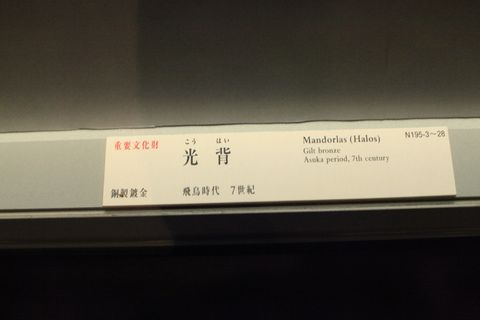 重要文化財
こう はい
光 背
銅製鍍金
飛鳥時代 7世紀
Mandorlas (Halos)
Gilt bronze
Asuka period, 7th century
N195-3~28